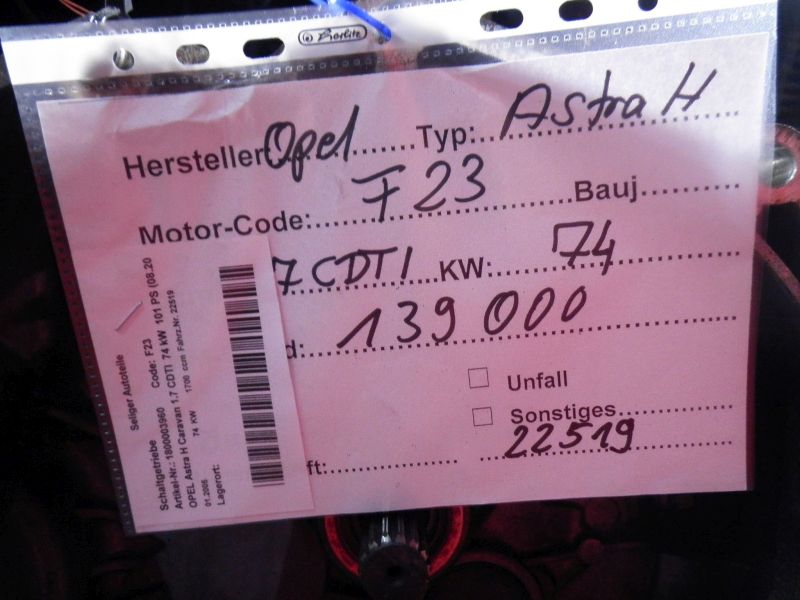 Herlitz
Hersteller Opel Typ: Astra H
Motor-Code: F23 Bauj
7 CDTI KW: 74
d: 139 000
Unfall
Sonstiges
22519
ft:
Seliger Autoteile
Schaltgetriebe Code: F23
Artikel-Nr.: 1800003960
OPEL Astra H Caravan 1.7 CDTI 74 kW 101 PS (08.20
01.2005 74 KW 1700 ccm Fahrz.Nr. 22519
Lagerort: